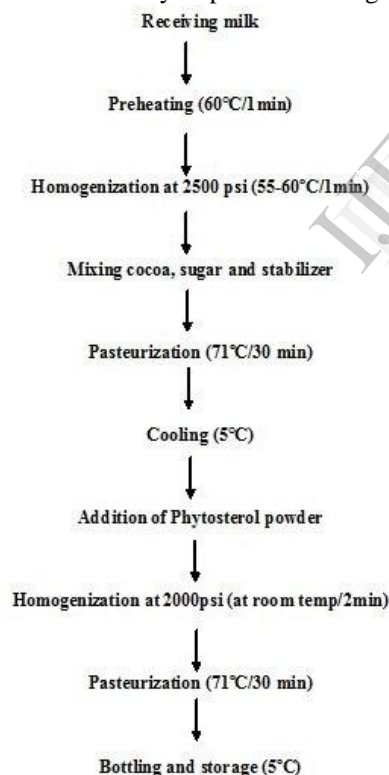 Receiving milk
Preheating (60°C/1min)
Homogenization at 2500 psi (55-60°C/1min)
Mixing cocoa, sugar and stabilizer
Pasteurization (71°C/30 min)
Cooling (5°C)
Addition of Phytosterol powder
Homogenization at 2000psi (at room temp/2min)
Pasteurization (71°C/30 min)
Bottling and storage (5°C)